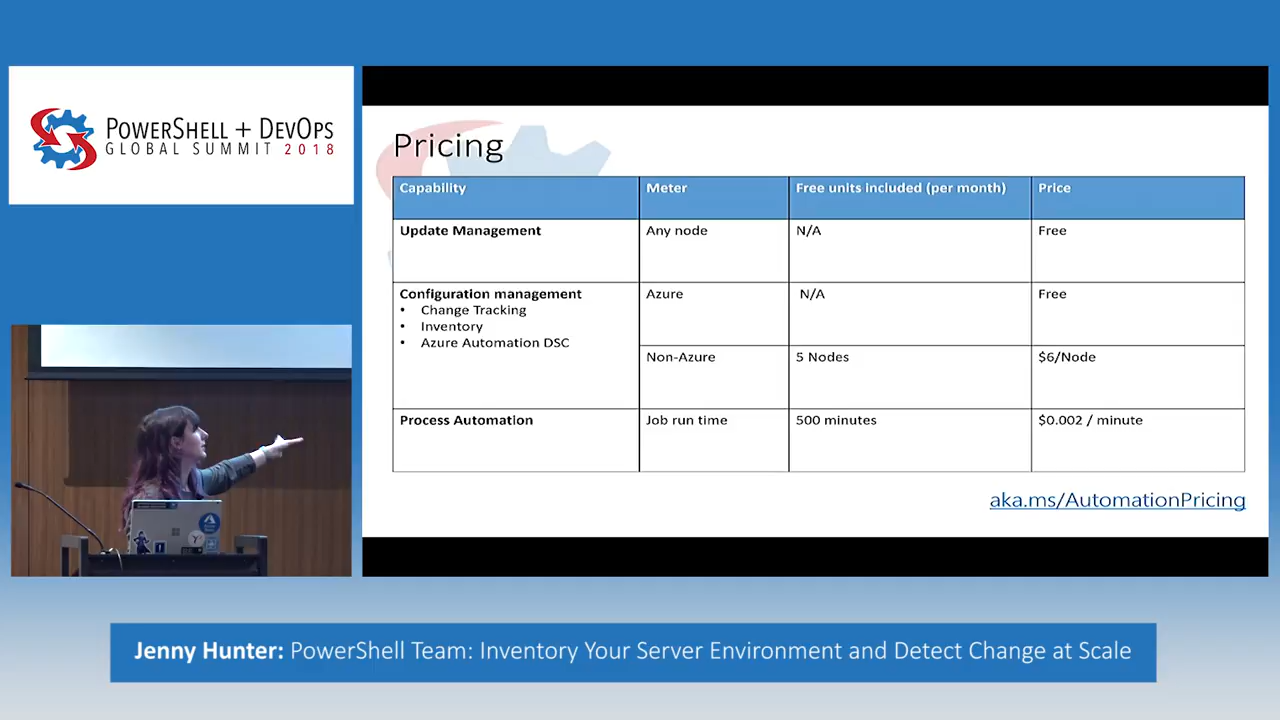 POWERSHELL + DEVOPS
GLOBAL SUMMIT 2018
Pricing
Capability Meter Free units included (per month) Price
Update Management Any node N/A Free
Configuration management Azure N/A Free
• Change Tracking
• Inventory
• Azure Automation DSC
Non-Azure 5 Nodes $6/Node
Process Automation Job run time 500 minutes $0.002 / minute
aka.ms/AutomationPricing
Jenny Hunter: PowerShell Team: Inventory Your Server Environment and Detect Change at Scale